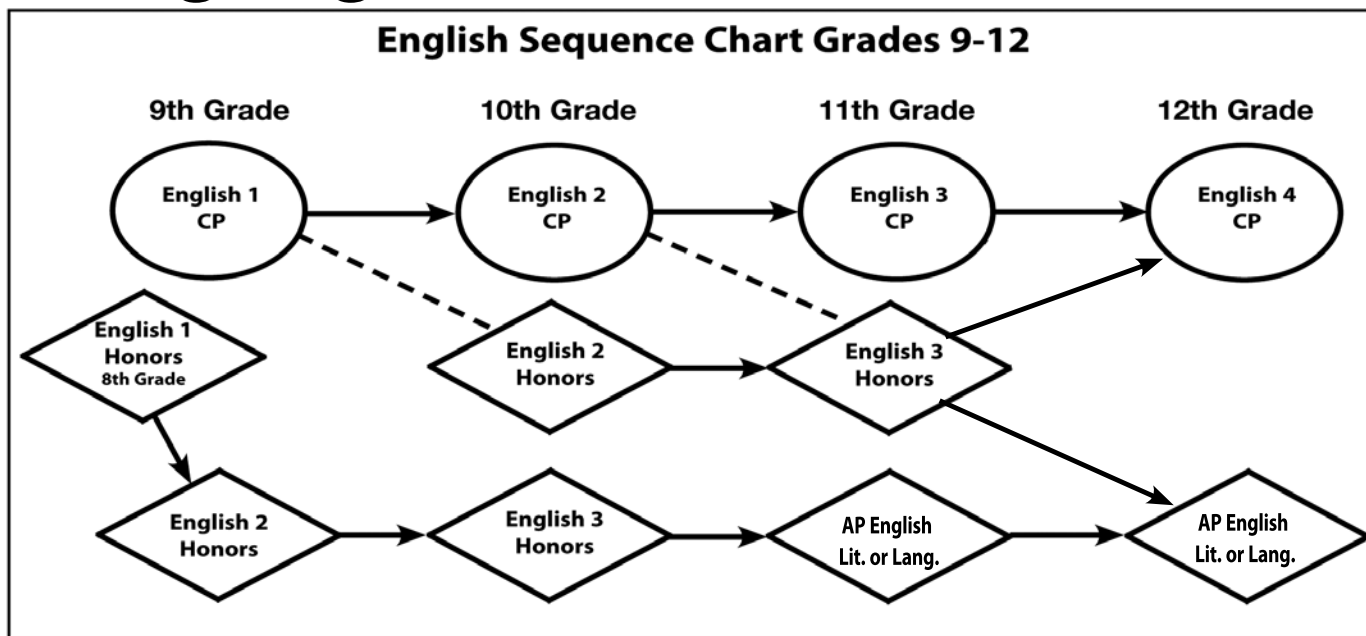 English Sequence Chart Grades 9-12
9th Grade
10th Grade
11th Grade
12th Grade
English 1
CP
English 2
CP
English 3
CP
English 4
CP
English 1
Honors
8th Grade
English 2
Honors
English 3
Honors
English 2
Honors
English 3
Honors
AP English
Lit. or Lang.
AP English
Lit. or Lang.